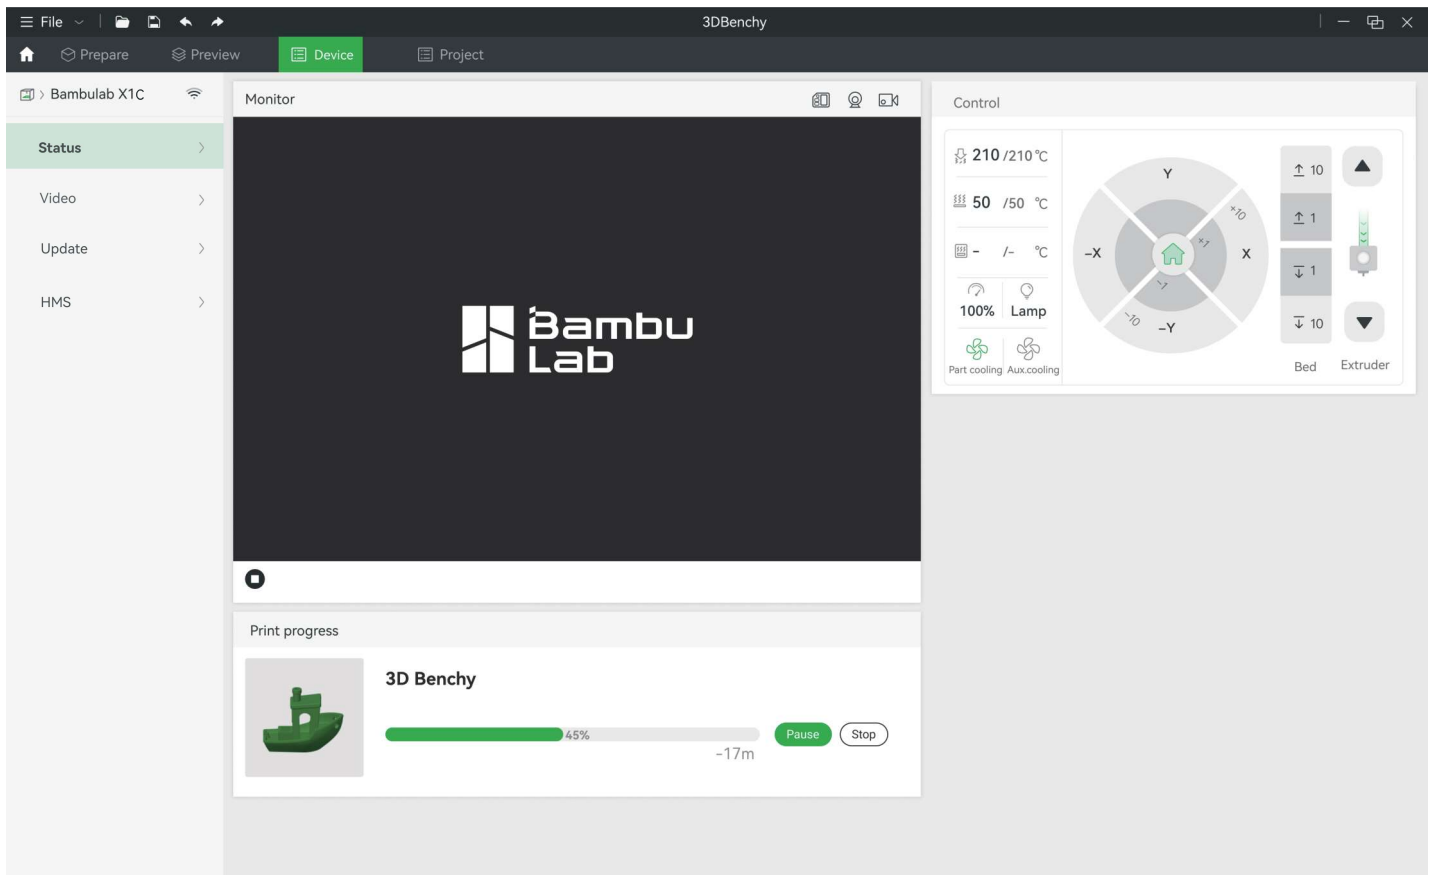 File
3DBenchy
Prepare
Preview
Device
Project
Bambulab X1C
Status
Video
Update
HMS
Monitor
Bambu
Lab
Print progress
3D Benchy
45%
-17m
Pause
Stop
Control
210 /210 °C
50 /50 °C
- /- °C
100% Lamp
Part cooling Aux.cooling
Y
+10
+1
-X
X
-1
-10
-Y
10
1
1
10
Bed
Extruder